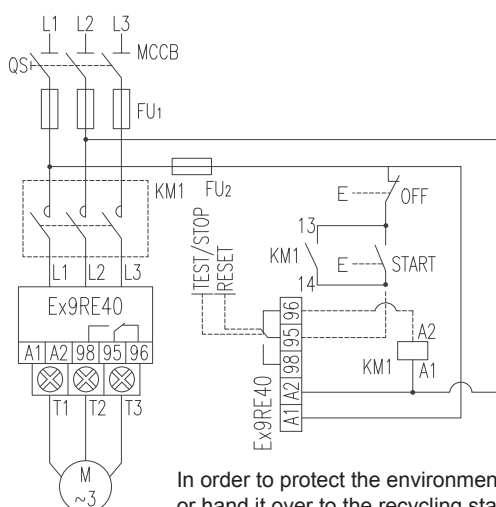 L1 L2 L3
MCCB
QS
FU1
KM1 FU2
E OFF
13
KM1 E START
14
TEST/STOP
RESET
L1 L2 L3
Ex9RE40
A1 A2 98 95 96
T1 T2 T3
M
~3
96
95
98
A2
A1
Ex9RE40
A2
KM1 A1
In order to protect the environmen
or hand it over to the recycling sta